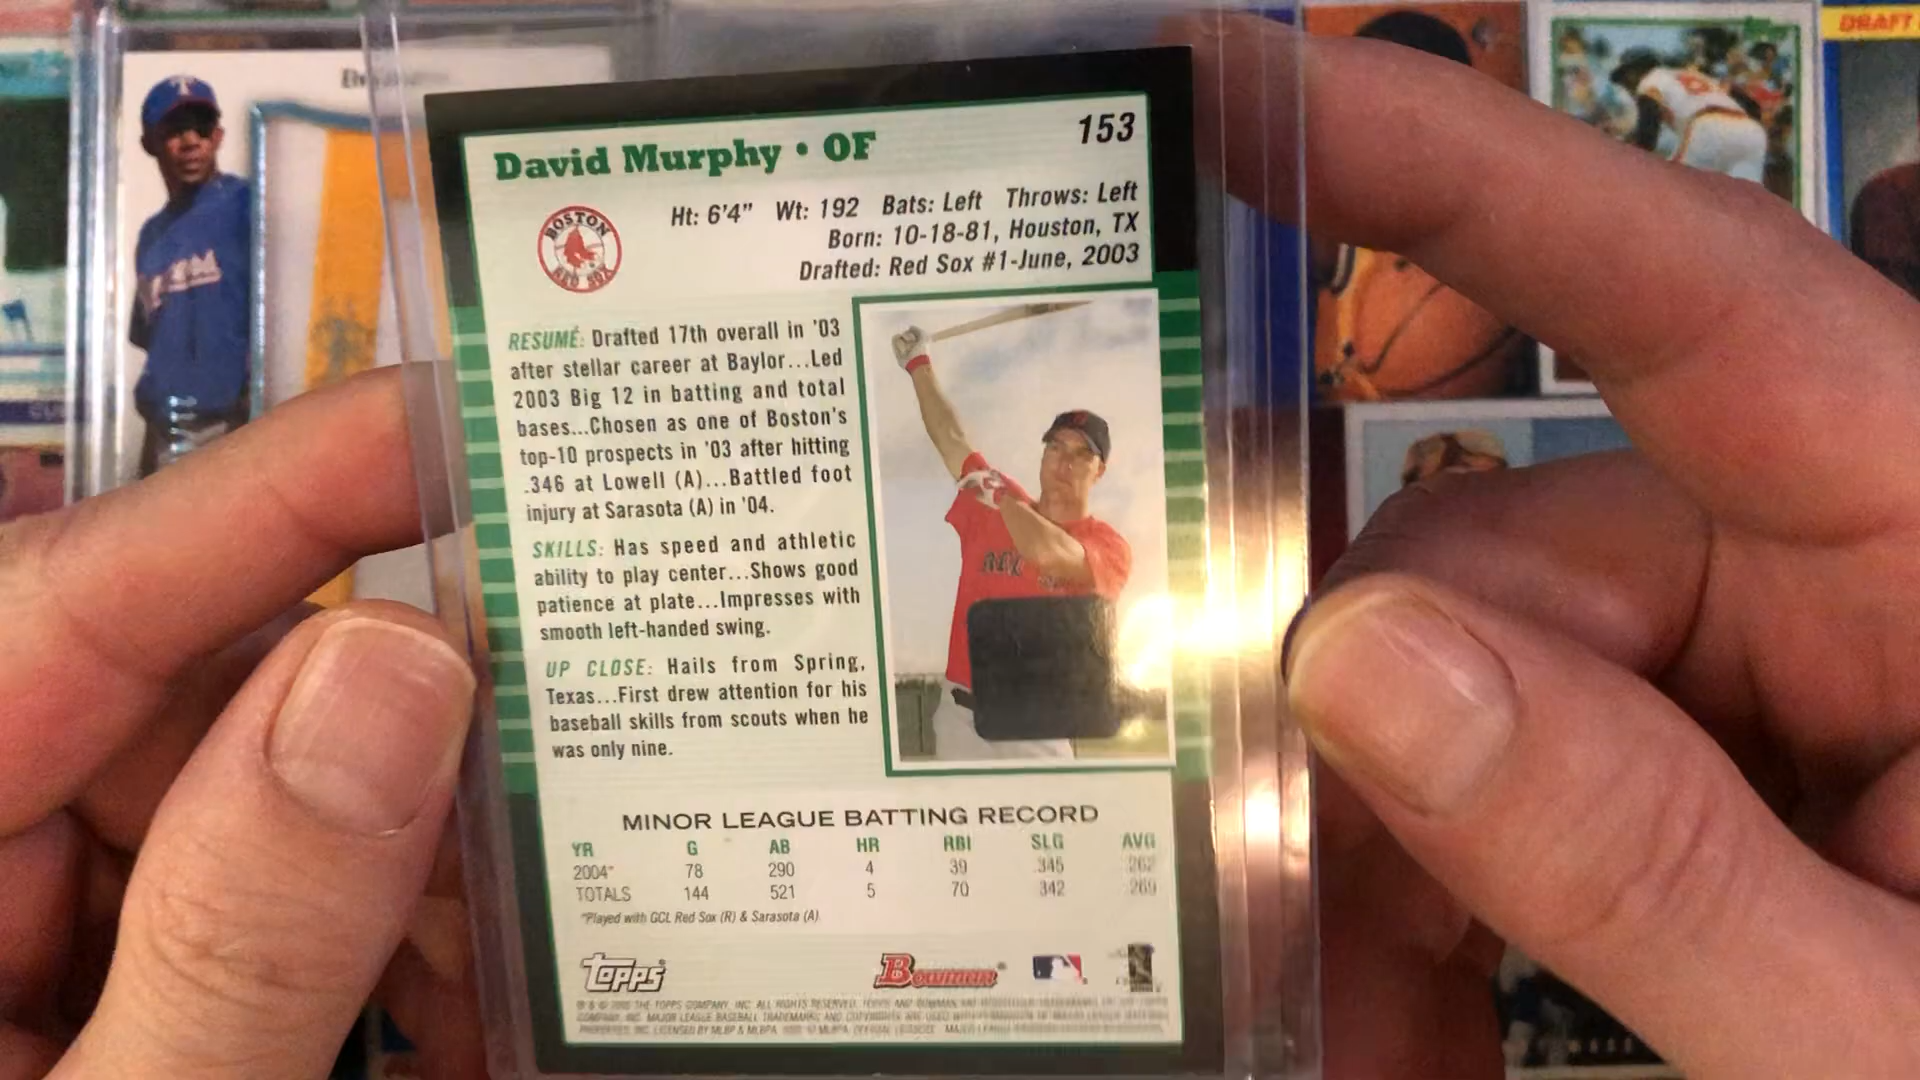 David Murphy • OF
153
Ht: 6'4" Wt: 192 Bats: Left Throws: Left
Born: 10-18-81, Houston, TX
Drafted: Red Sox #1-June, 2003
BOSTON
RED SOX
RESUMÉ: Drafted 17th overall in '03
after stellar career at Baylor...Led
2003 Big 12 in batting and total
bases...Chosen as one of Boston's
top-10 prospects in '03 after hitting
.346 at Lowell (A)...Battled foot
injury at Sarasota (A) in '04.
SKILLS: Has speed and athletic
ability to play center...Shows good
patience at plate...Impresses with
smooth left-handed swing.
UP CLOSE: Hails from Spring,
Texas...First drew attention for his
baseball skills from scouts when he
was only nine.
MINOR LEAGUE BATTING RECORD
YR G AB HR RBI SLG AVG
2004* 78 290 4 39 .345 .262
TOTALS 144 521 5 70 .342 .269
*Played with GCL Red Sox (R) & Sarasota (A)
Topps
Bowman
DRAFT
T